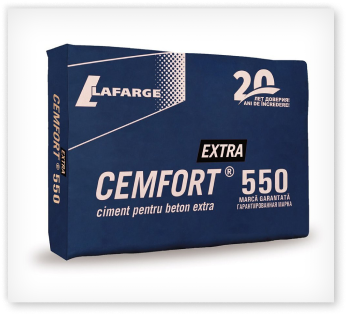 LAFARGE
20
ЛЕТ ДОВЕРИЯ!
ANI DE ÎNCREDERE!
EXTRA
CEMFORT® 550
ciment pentru beton extra
MARCĂ GARANTATĂ
ГАРАНТИРОВАННАЯ МАРКА
CEMFORT EXTRA 550